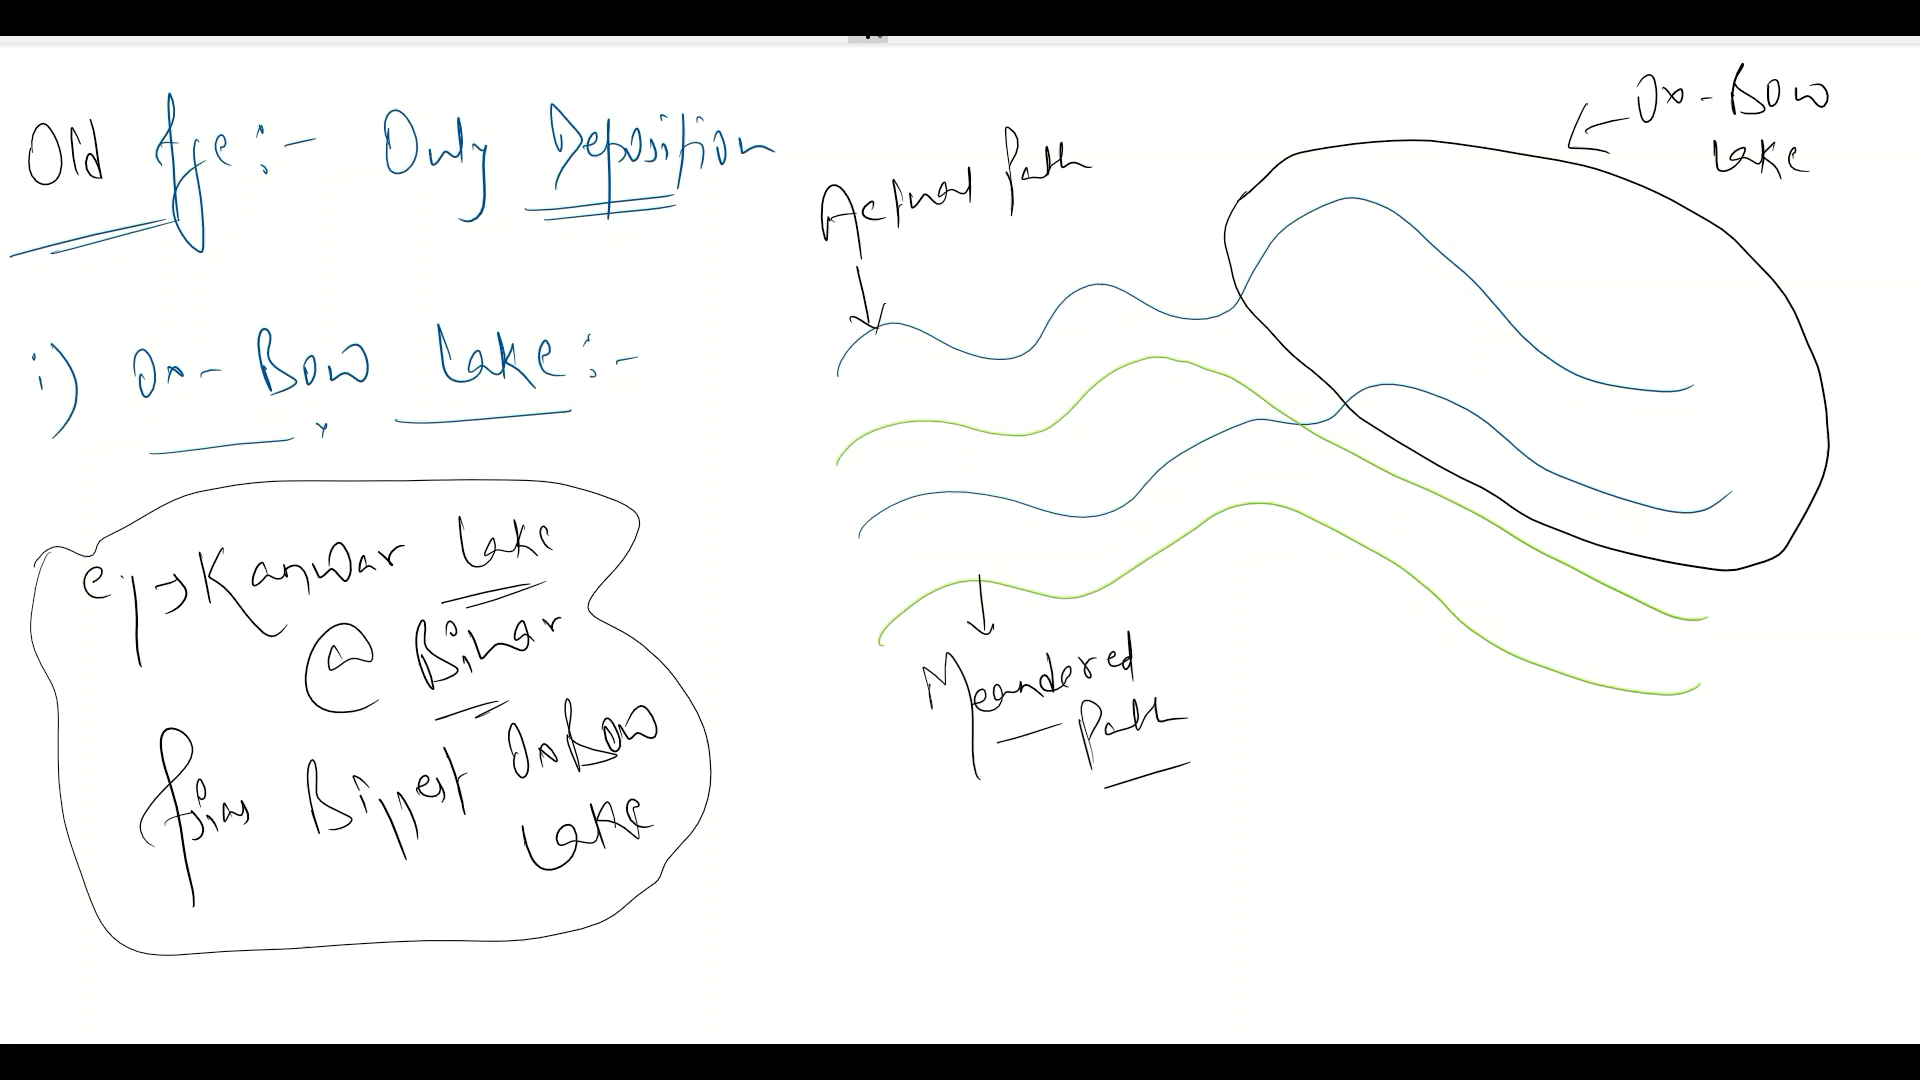 Old Age:- Only Deposition
i) Ox-Bow Lake:-
eg→ Kanwar Lake
@ Bihar
Asias Biggest OxBow
Lake
Actual Path
Ox-Bow
Lake
Meandered
Path